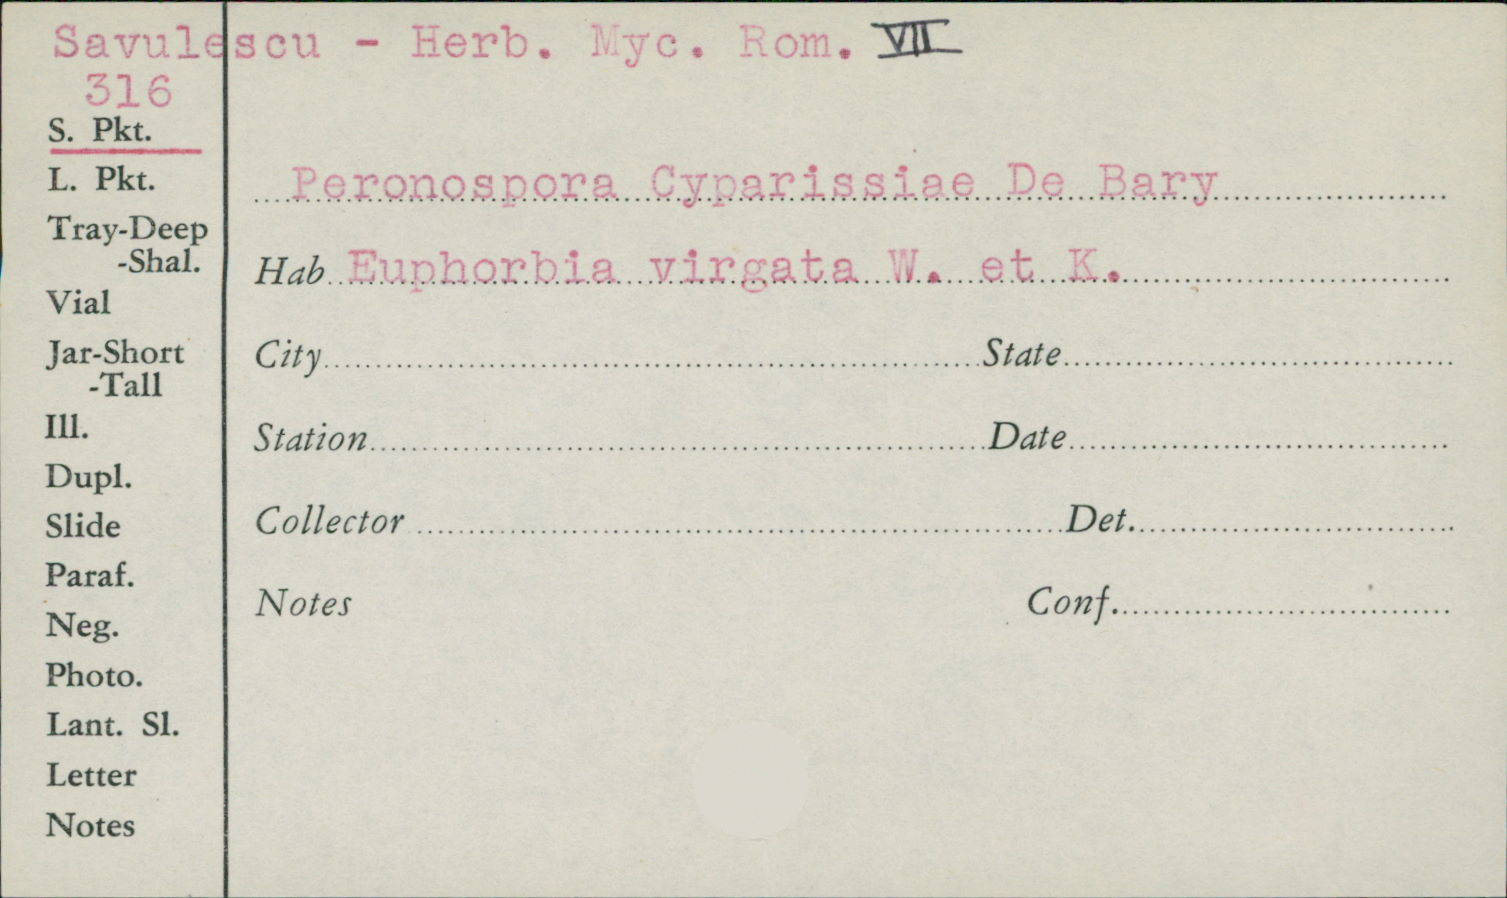 Savulescu - Herb. Myc. Rom. VII
316
S. Pkt.
L. Pkt.
Tray-Deep
-Shal.
Vial
Jar-Short
-Tall
Ill.
Dupl.
Slide
Paraf.
Neg.
Photo.
Lant. Sl.
Letter
Notes
Peronospora Cyparissiae De Bary
Hab Euphorbia virgata W. et K.
City State
Station Date
Collector Det.
Notes Conf.